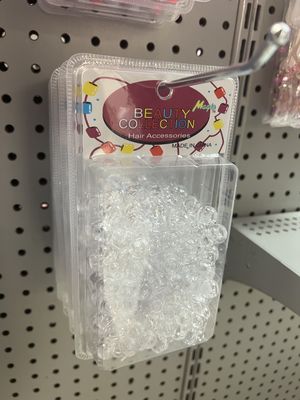 Magic
BEAUTY
COLLECTION
Hair Accessories
MADE IN CHINA